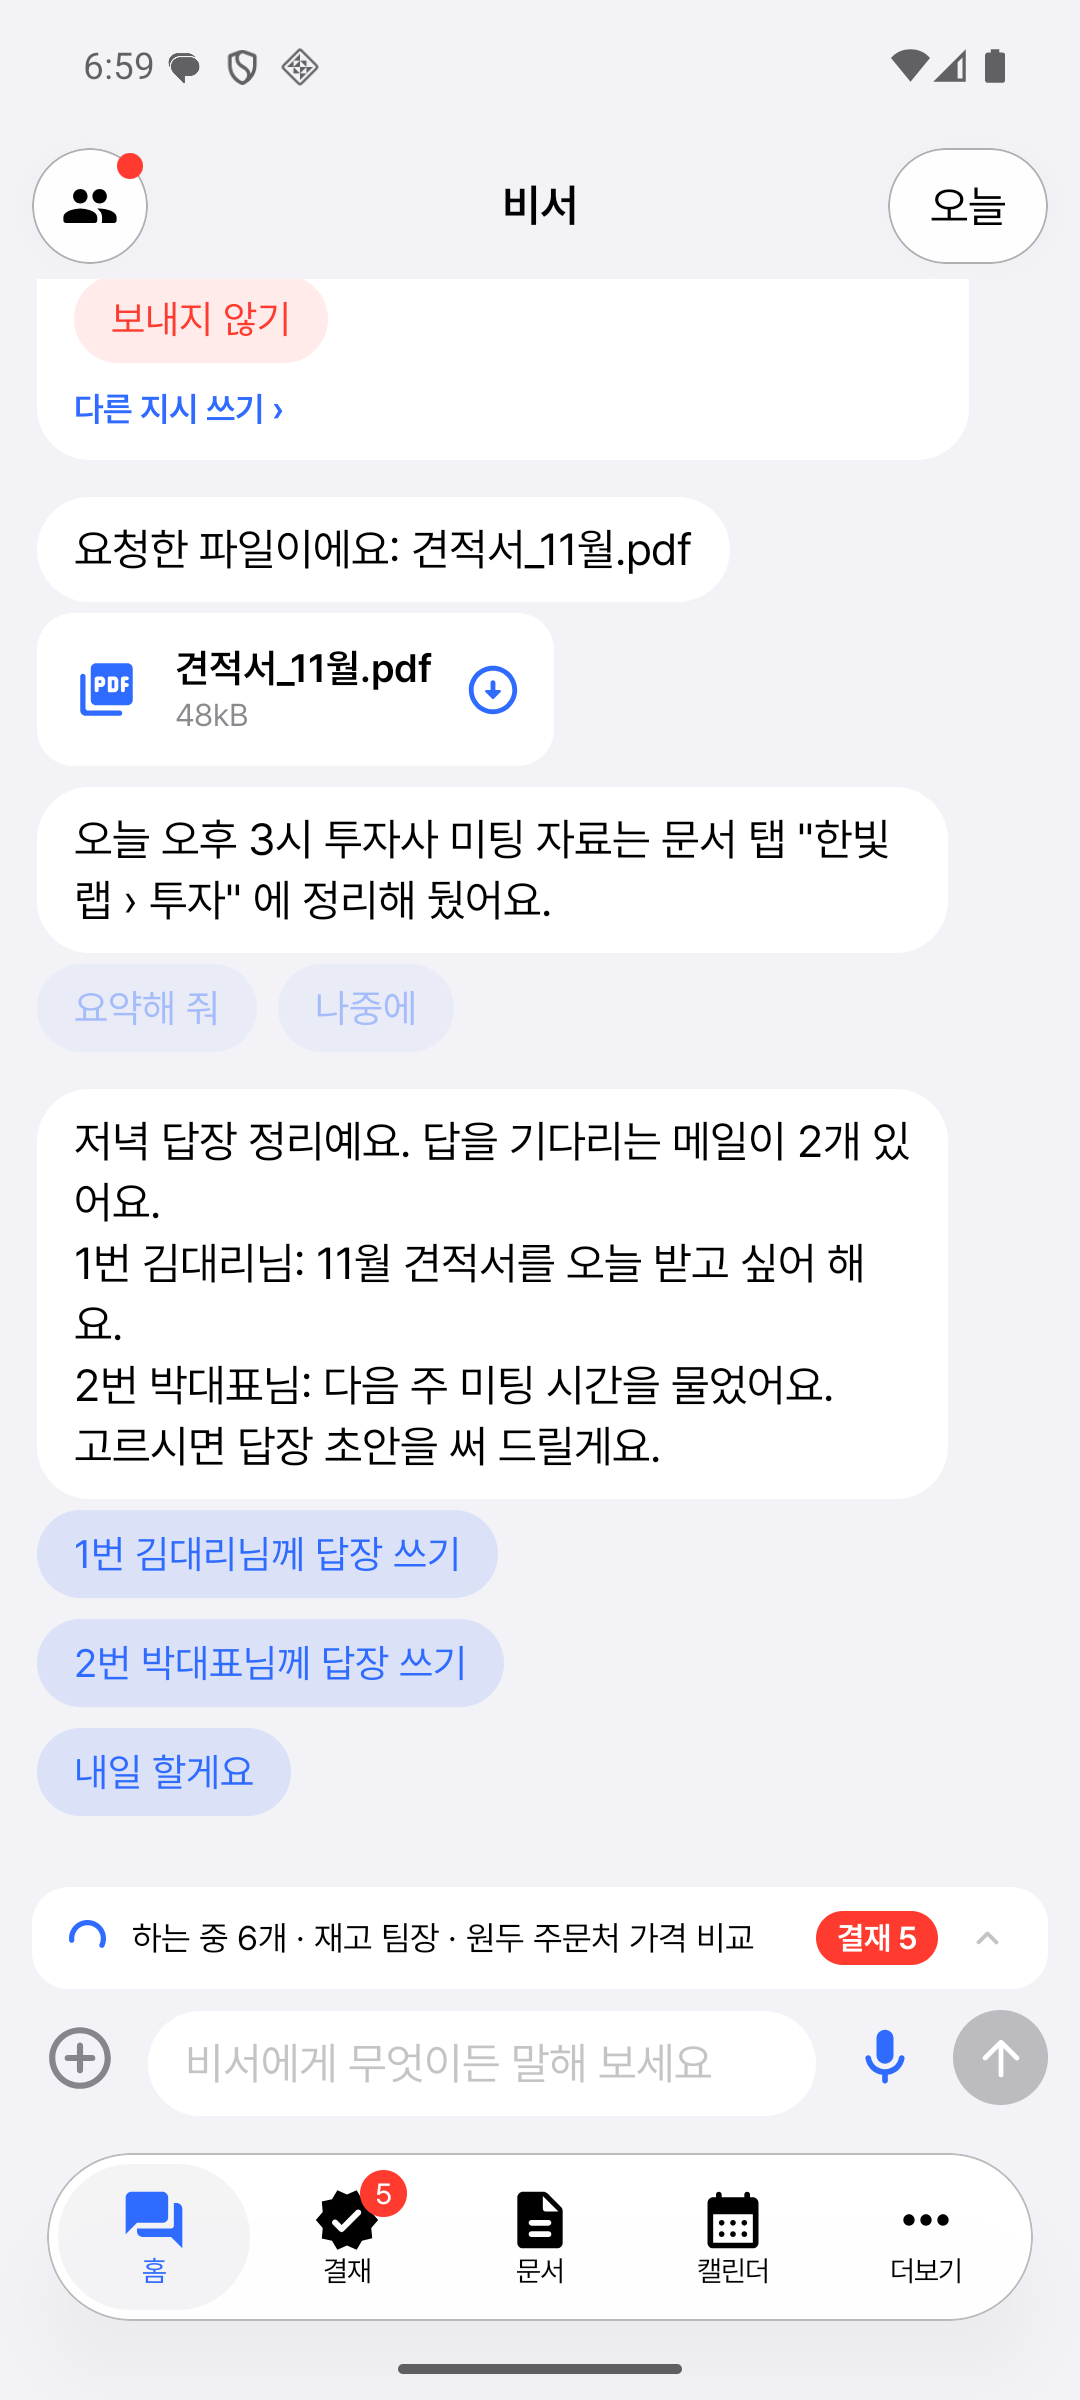 6:59
비서
오늘
보내지 않기
다른 지시 쓰기 ›
요청한 파일이에요: 견적서_11월.pdf
PDF
견적서_11월.pdf
48kB
오늘 오후 3시 투자사 미팅 자료는 문서 탭 "한빛
랩 › 투자" 에 정리해 뒀어요.
요약해 줘
나중에
저녁 답장 정리예요. 답을 기다리는 메일이 2개 있
어요.
1번 김대리님: 11월 견적서를 오늘 받고 싶어 해
요.
2번 박대표님: 다음 주 미팅 시간을 물었어요.
고르시면 답장 초안을 써 드릴게요.
1번 김대리님께 답장 쓰기
2번 박대표님께 답장 쓰기
내일 할게요
하는 중 6개 · 재고 팀장 · 원두 주문처 가격 비교
결재 5
비서에게 무엇이든 말해 보세요
5
홈
결재
문서
캘린더
더보기